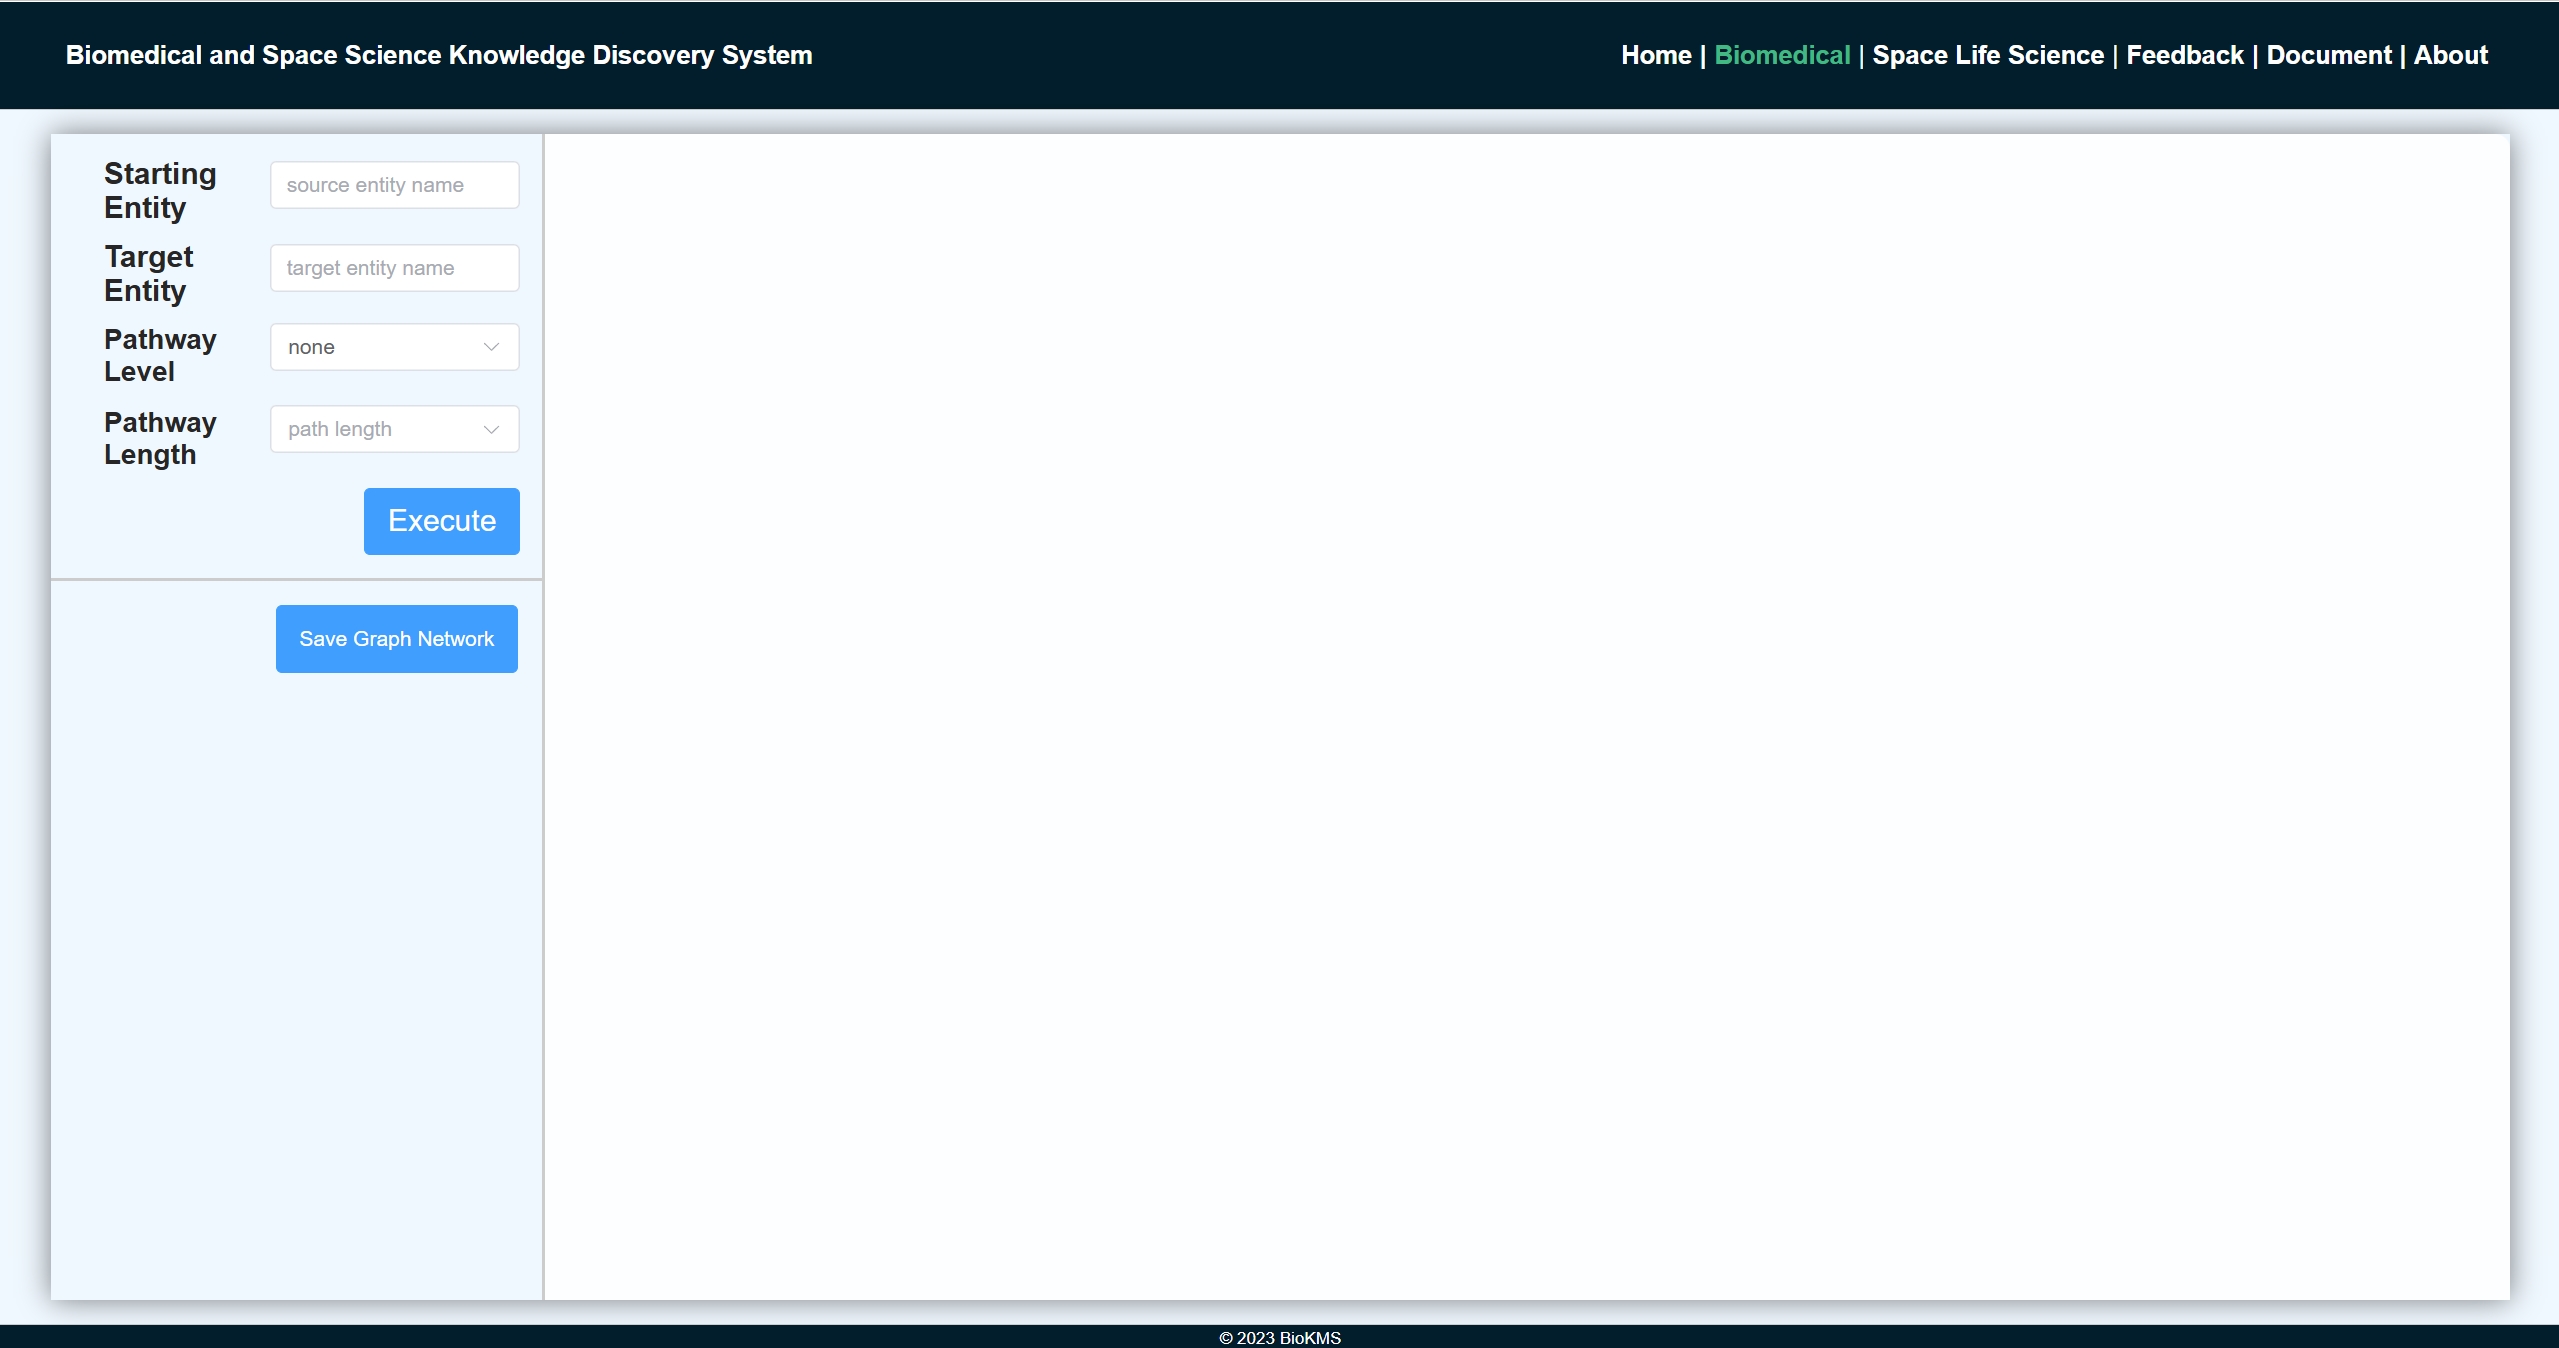 Biomedical and Space Science Knowledge Discovery System
Home | Biomedical | Space Life Science | Feedback | Document | About
Starting
Entity
source entity name
Target
Entity
target entity name
Pathway
Level
none
Pathway
Length
path length
Execute
Save Graph Network
© 2023 BioKMS